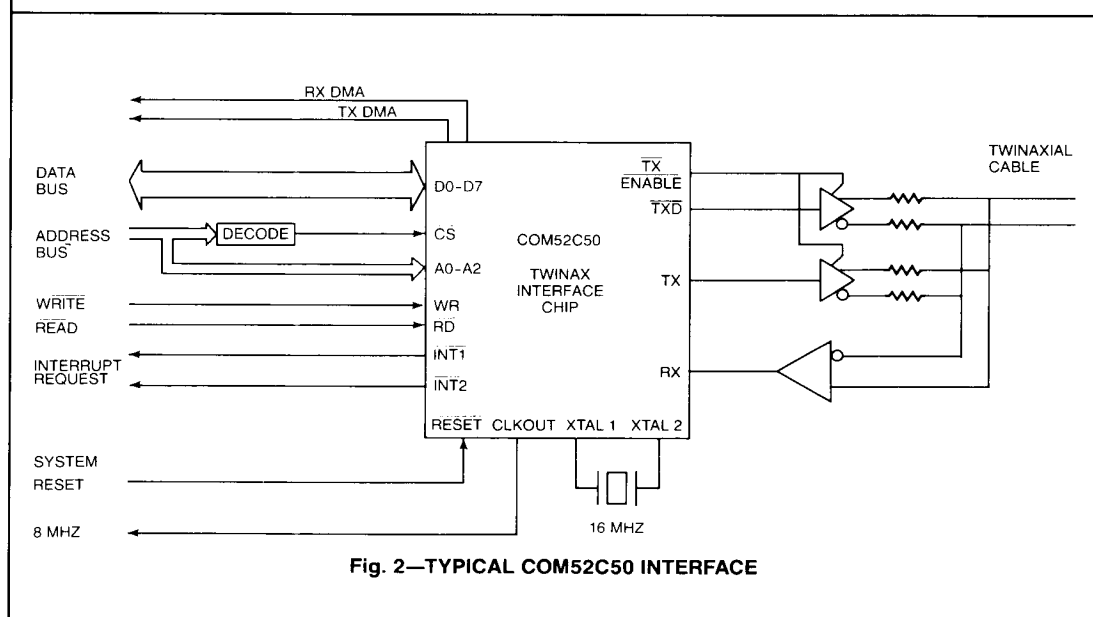 RX DMA
TX DMA
DATA
BUS
D0-D7
ADDRESS
BUS
DECODE
CS
A0-A2
WRITE
WR
READ
RD
INTERRUPT
REQUEST
INT1
INT2
COM52C50
TWINAX
INTERFACE
CHIP
TX
ENABLE
TXD
TX
RX
TWINAXIAL
CABLE
RESET CLKOUT XTAL 1 XTAL 2
SYSTEM
RESET
8 MHZ
16 MHZ
Fig. 2—TYPICAL COM52C50 INTERFACE